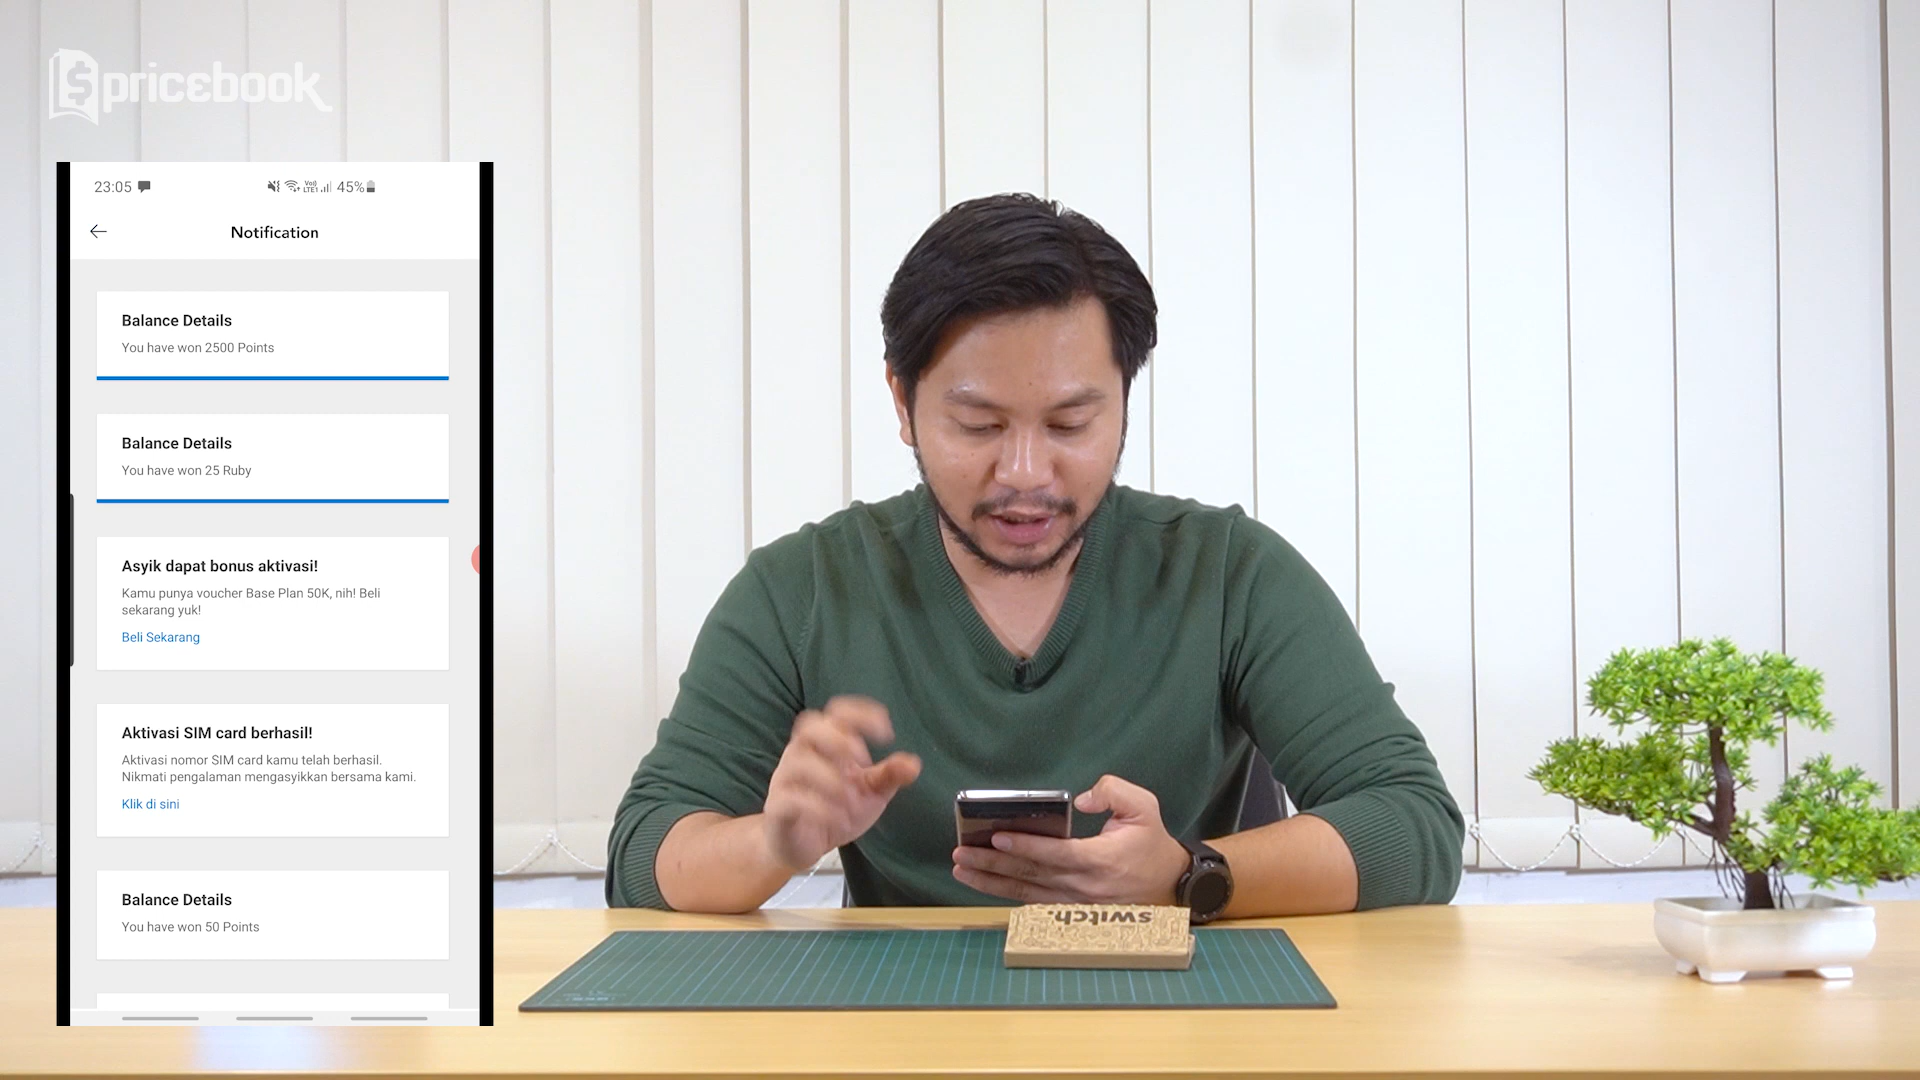 pricebook
23:05
45%
Notification
Balance Details
You have won 2500 Points
Balance Details
You have won 25 Ruby
Asyik dapat bonus aktivasi!
Kamu punya voucher Base Plan 50K, nih! Beli
sekarang yuk!
Beli Sekarang
Aktivasi SIM card berhasil!
Aktivasi nomor SIM card kamu telah berhasil.
Nikmati pengalaman mengasyikkan bersama kami.
Klik di sini
Balance Details
You have won 50 Points
switch.